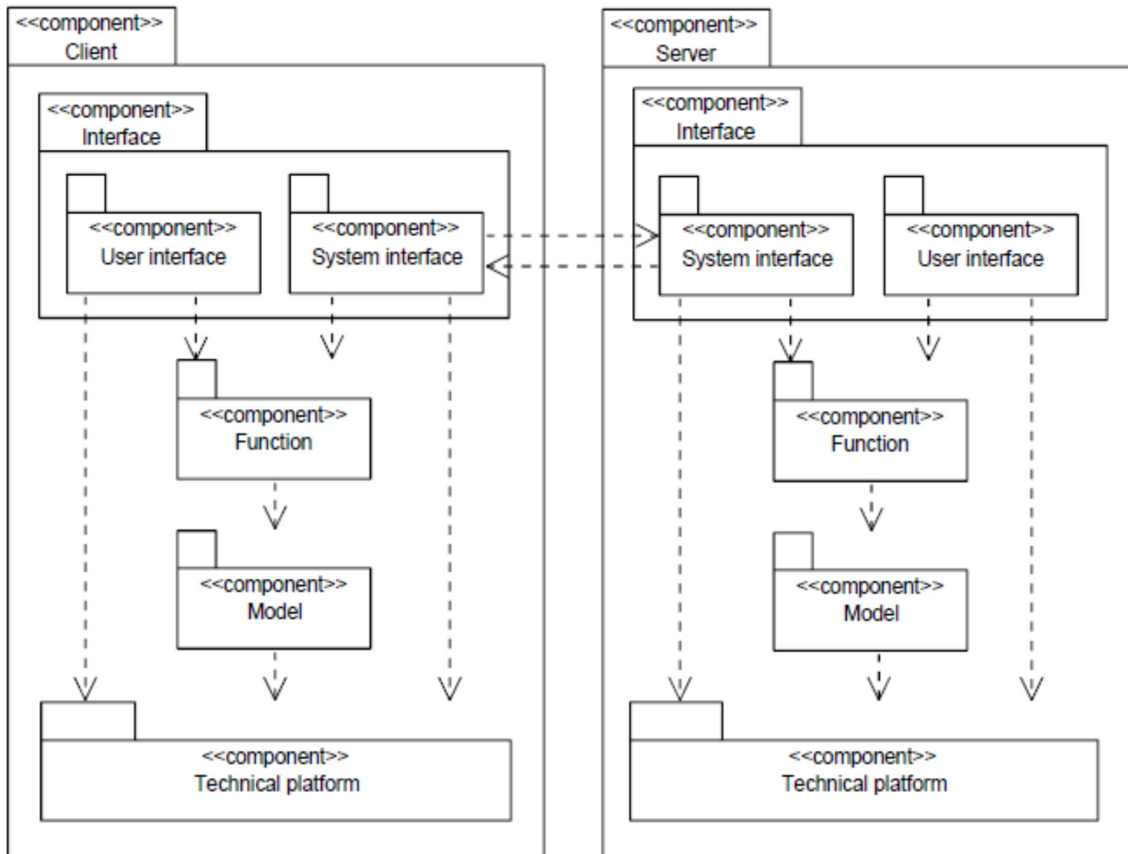 <<component>>
Client
<<component>>
Interface
<<component>>
User interface
<<component>>
System interface
<<component>>
Function
<<component>>
Model
<<component>>
Technical platform
<<component>>
Server
<<component>>
Interface
<<component>>
System interface
<<component>>
User interface
<<component>>
Function
<<component>>
Model
<<component>>
Technical platform